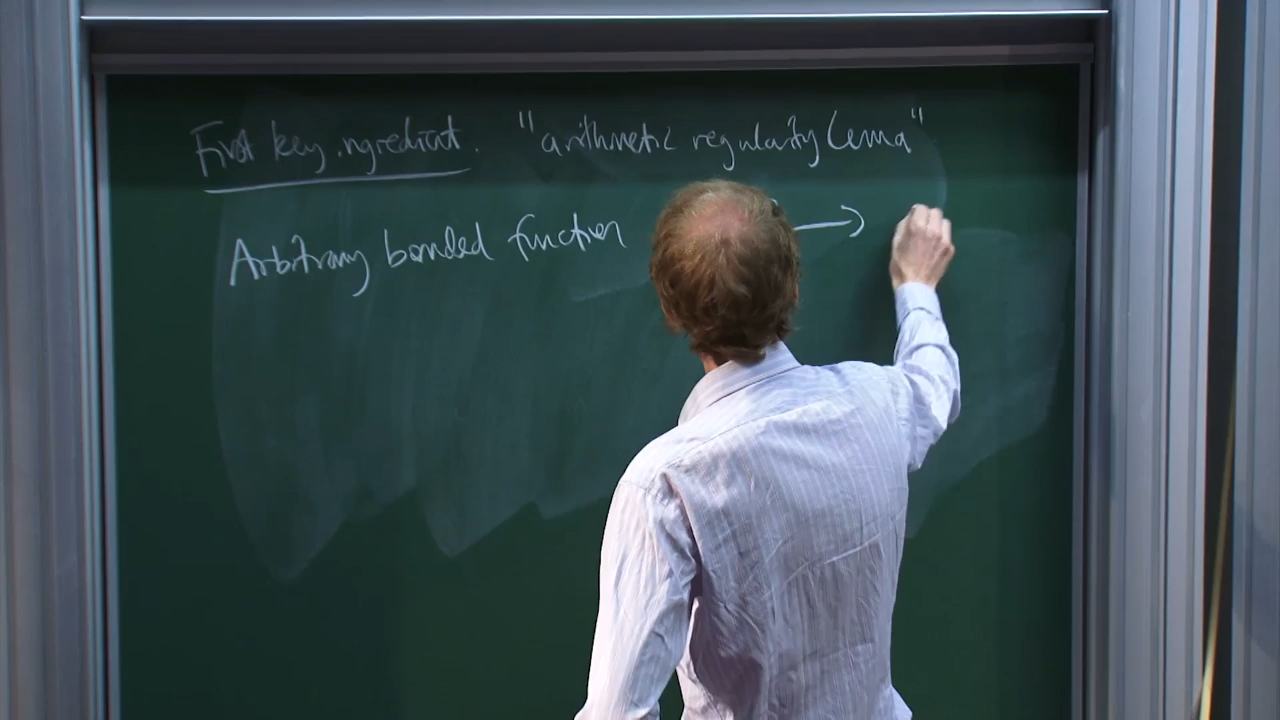 First key ingredient. "arithmetic regularity lemma"
Arbitrary bounded function →